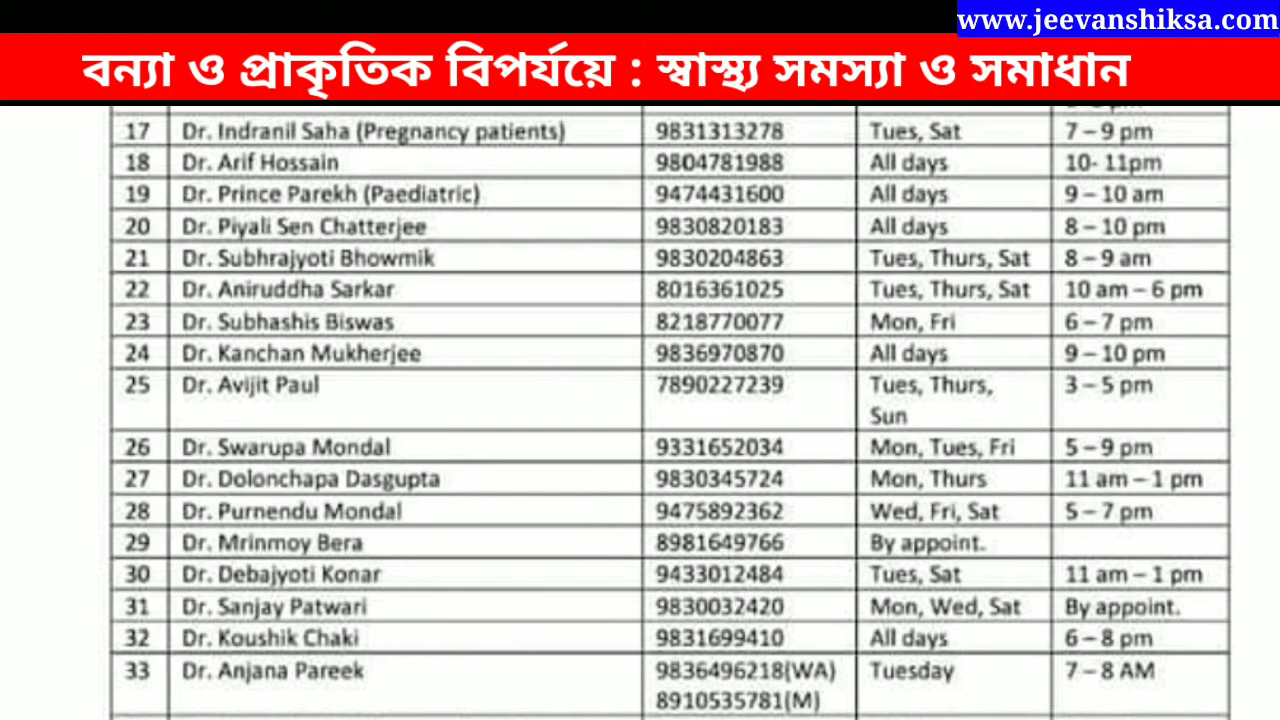 www.jeevanshiksa.com
বন্যা ও প্রাকৃতিক বিপর্যয়ে : স্বাস্থ্য সমস্যা ও সমাধান
17 Dr. Indranil Saha (Pregnancy patients) 9831313278 Tues, Sat 7 – 9 pm
18 Dr. Arif Hossain 9804781988 All days 10- 11pm
19 Dr. Prince Parekh (Paediatric) 9474431600 All days 9 – 10 am
20 Dr. Piyali Sen Chatterjee 9830820183 All days 8 – 10 pm
21 Dr. Subhrajyoti Bhowmik 9830204863 Tues, Thurs, Sat 8 – 9 am
22 Dr. Aniruddha Sarkar 8016361025 Tues, Thurs, Sat 10 am – 6 pm
23 Dr. Subhashis Biswas 8218770077 Mon, Fri 6 – 7 pm
24 Dr. Kanchan Mukherjee 9836970870 All days 9 – 10 pm
25 Dr. Avijit Paul 7890227239 Tues, Thurs, 3 – 5 pm
Sun
26 Dr. Swarupa Mondal 9331652034 Mon, Tues, Fri 5 – 9 pm
27 Dr. Dolonchapa Dasgupta 9830345724 Mon, Thurs 11 am – 1 pm
28 Dr. Purnendu Mondal 9475892362 Wed, Fri, Sat 5 – 7 pm
29 Dr. Mrinmoy Bera 8981649766 By appoint.
30 Dr. Debajyoti Konar 9433012484 Tues, Sat 11 am – 1 pm
31 Dr. Sanjay Patwari 9830032420 Mon, Wed, Sat By appoint.
32 Dr. Koushik Chaki 9831699410 All days 6 – 8 pm
33 Dr. Anjana Pareek 9836496218(WA) Tuesday 7 – 8 AM
8910535781(M)